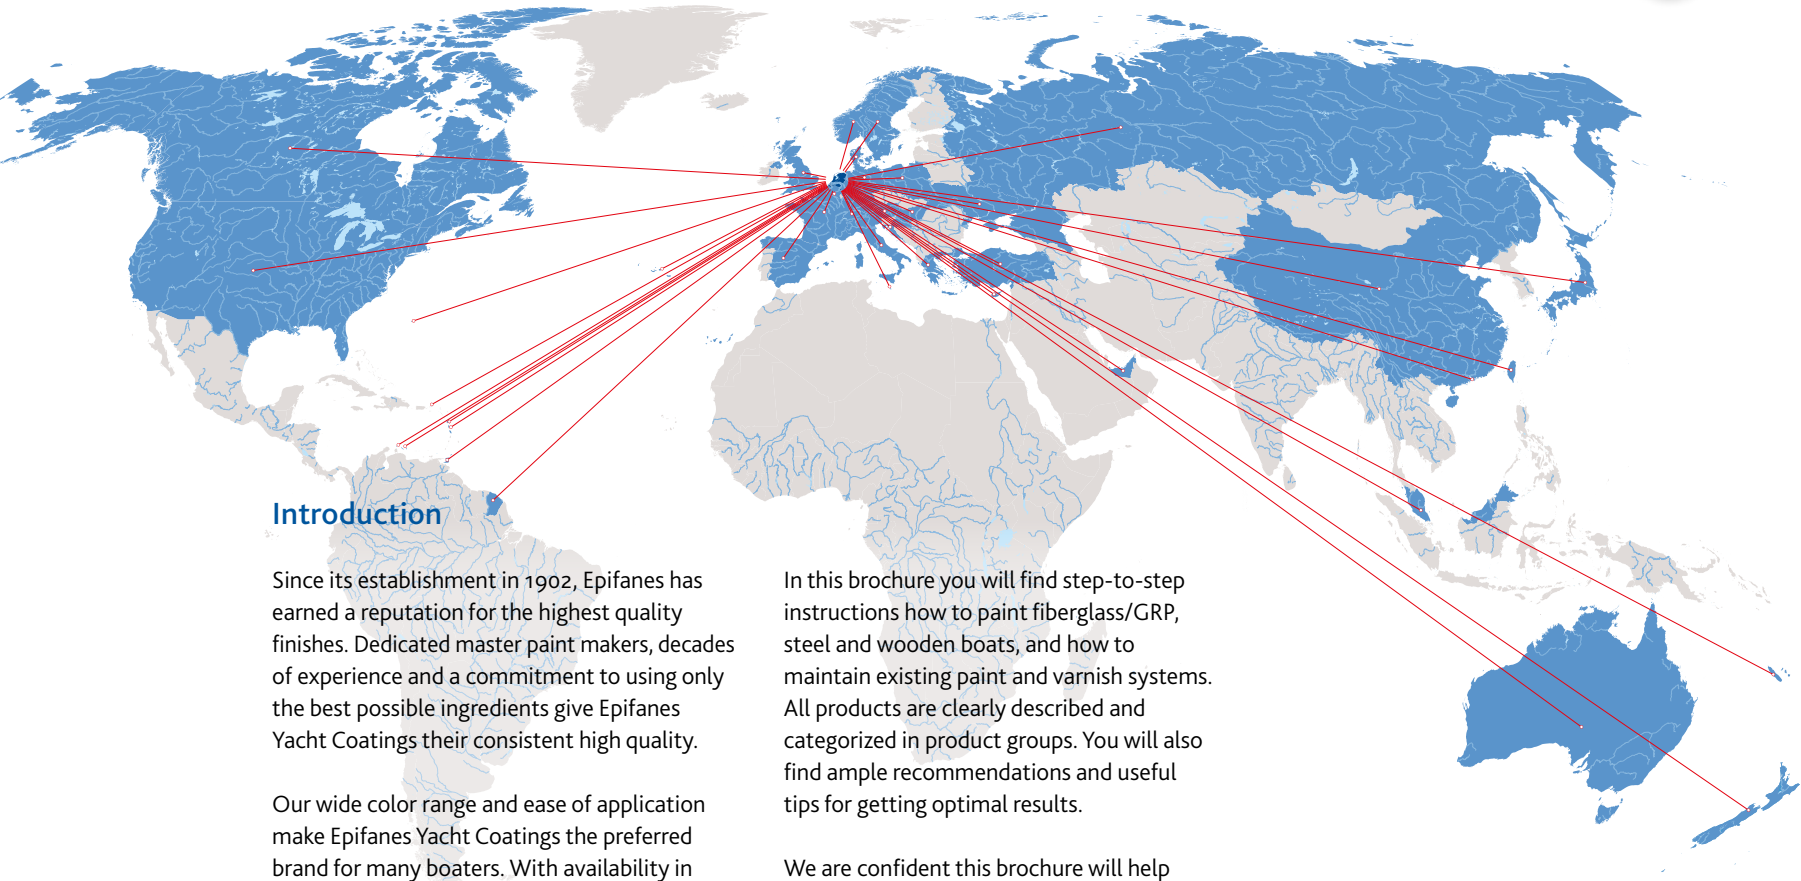 Introduction
Since its establishment in 1902, Epifanes has
earned a reputation for the highest quality
finishes. Dedicated master paint makers, decades
of experience and a commitment to using only
the best possible ingredients give Epifanes
Yacht Coatings their consistent high quality.
Our wide color range and ease of application
make Epifanes Yacht Coatings the preferred
brand for many boaters. With availability in
In this brochure you will find step-to-step
instructions how to paint fiberglass/GRP,
steel and wooden boats, and how to
maintain existing paint and varnish systems.
All products are clearly described and
categorized in product groups. You will also
find ample recommendations and useful
tips for getting optimal results.
We are confident this brochure will help